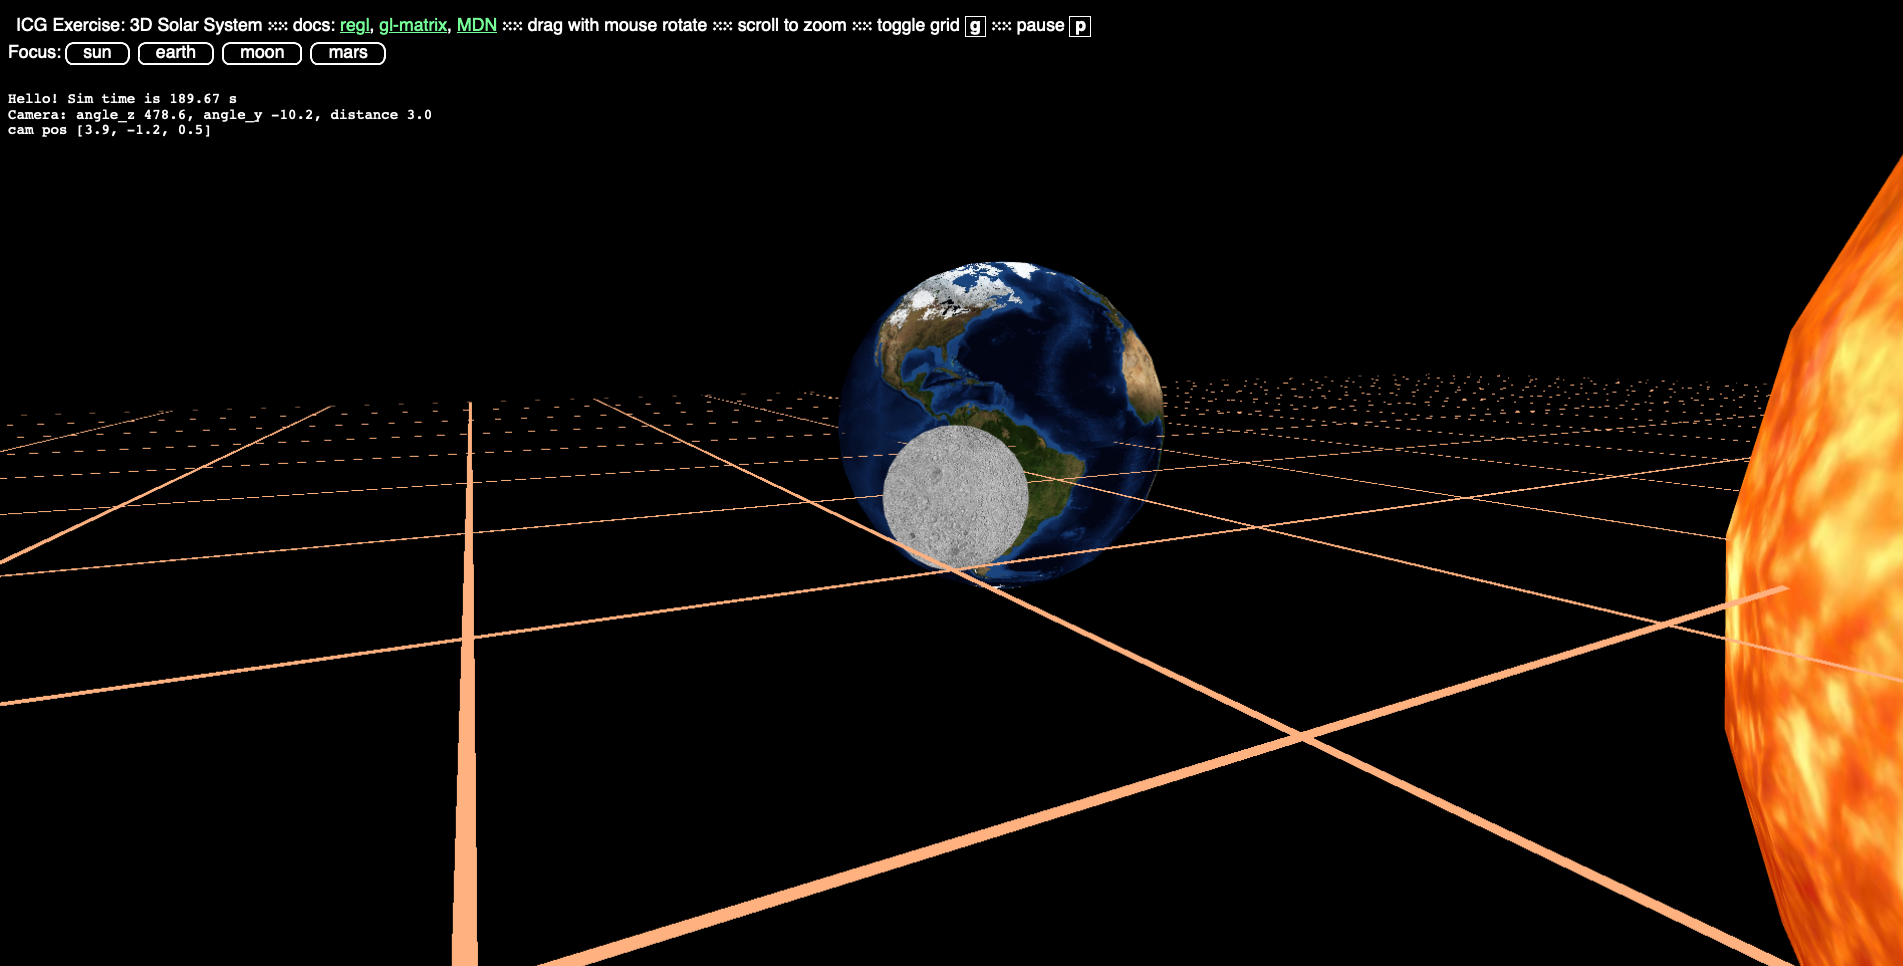 ICG Exercise: 3D Solar System ::: docs: regl, gl-matrix, MDN ::: drag with mouse rotate ::: scroll to zoom ::: toggle grid g ::: pause p
Focus: sun earth moon mars
Hello! Sim time is 189.67 s
Camera: angle_z 478.6, angle_y -10.2, distance 3.0
cam pos [3.9, -1.2, 0.5]